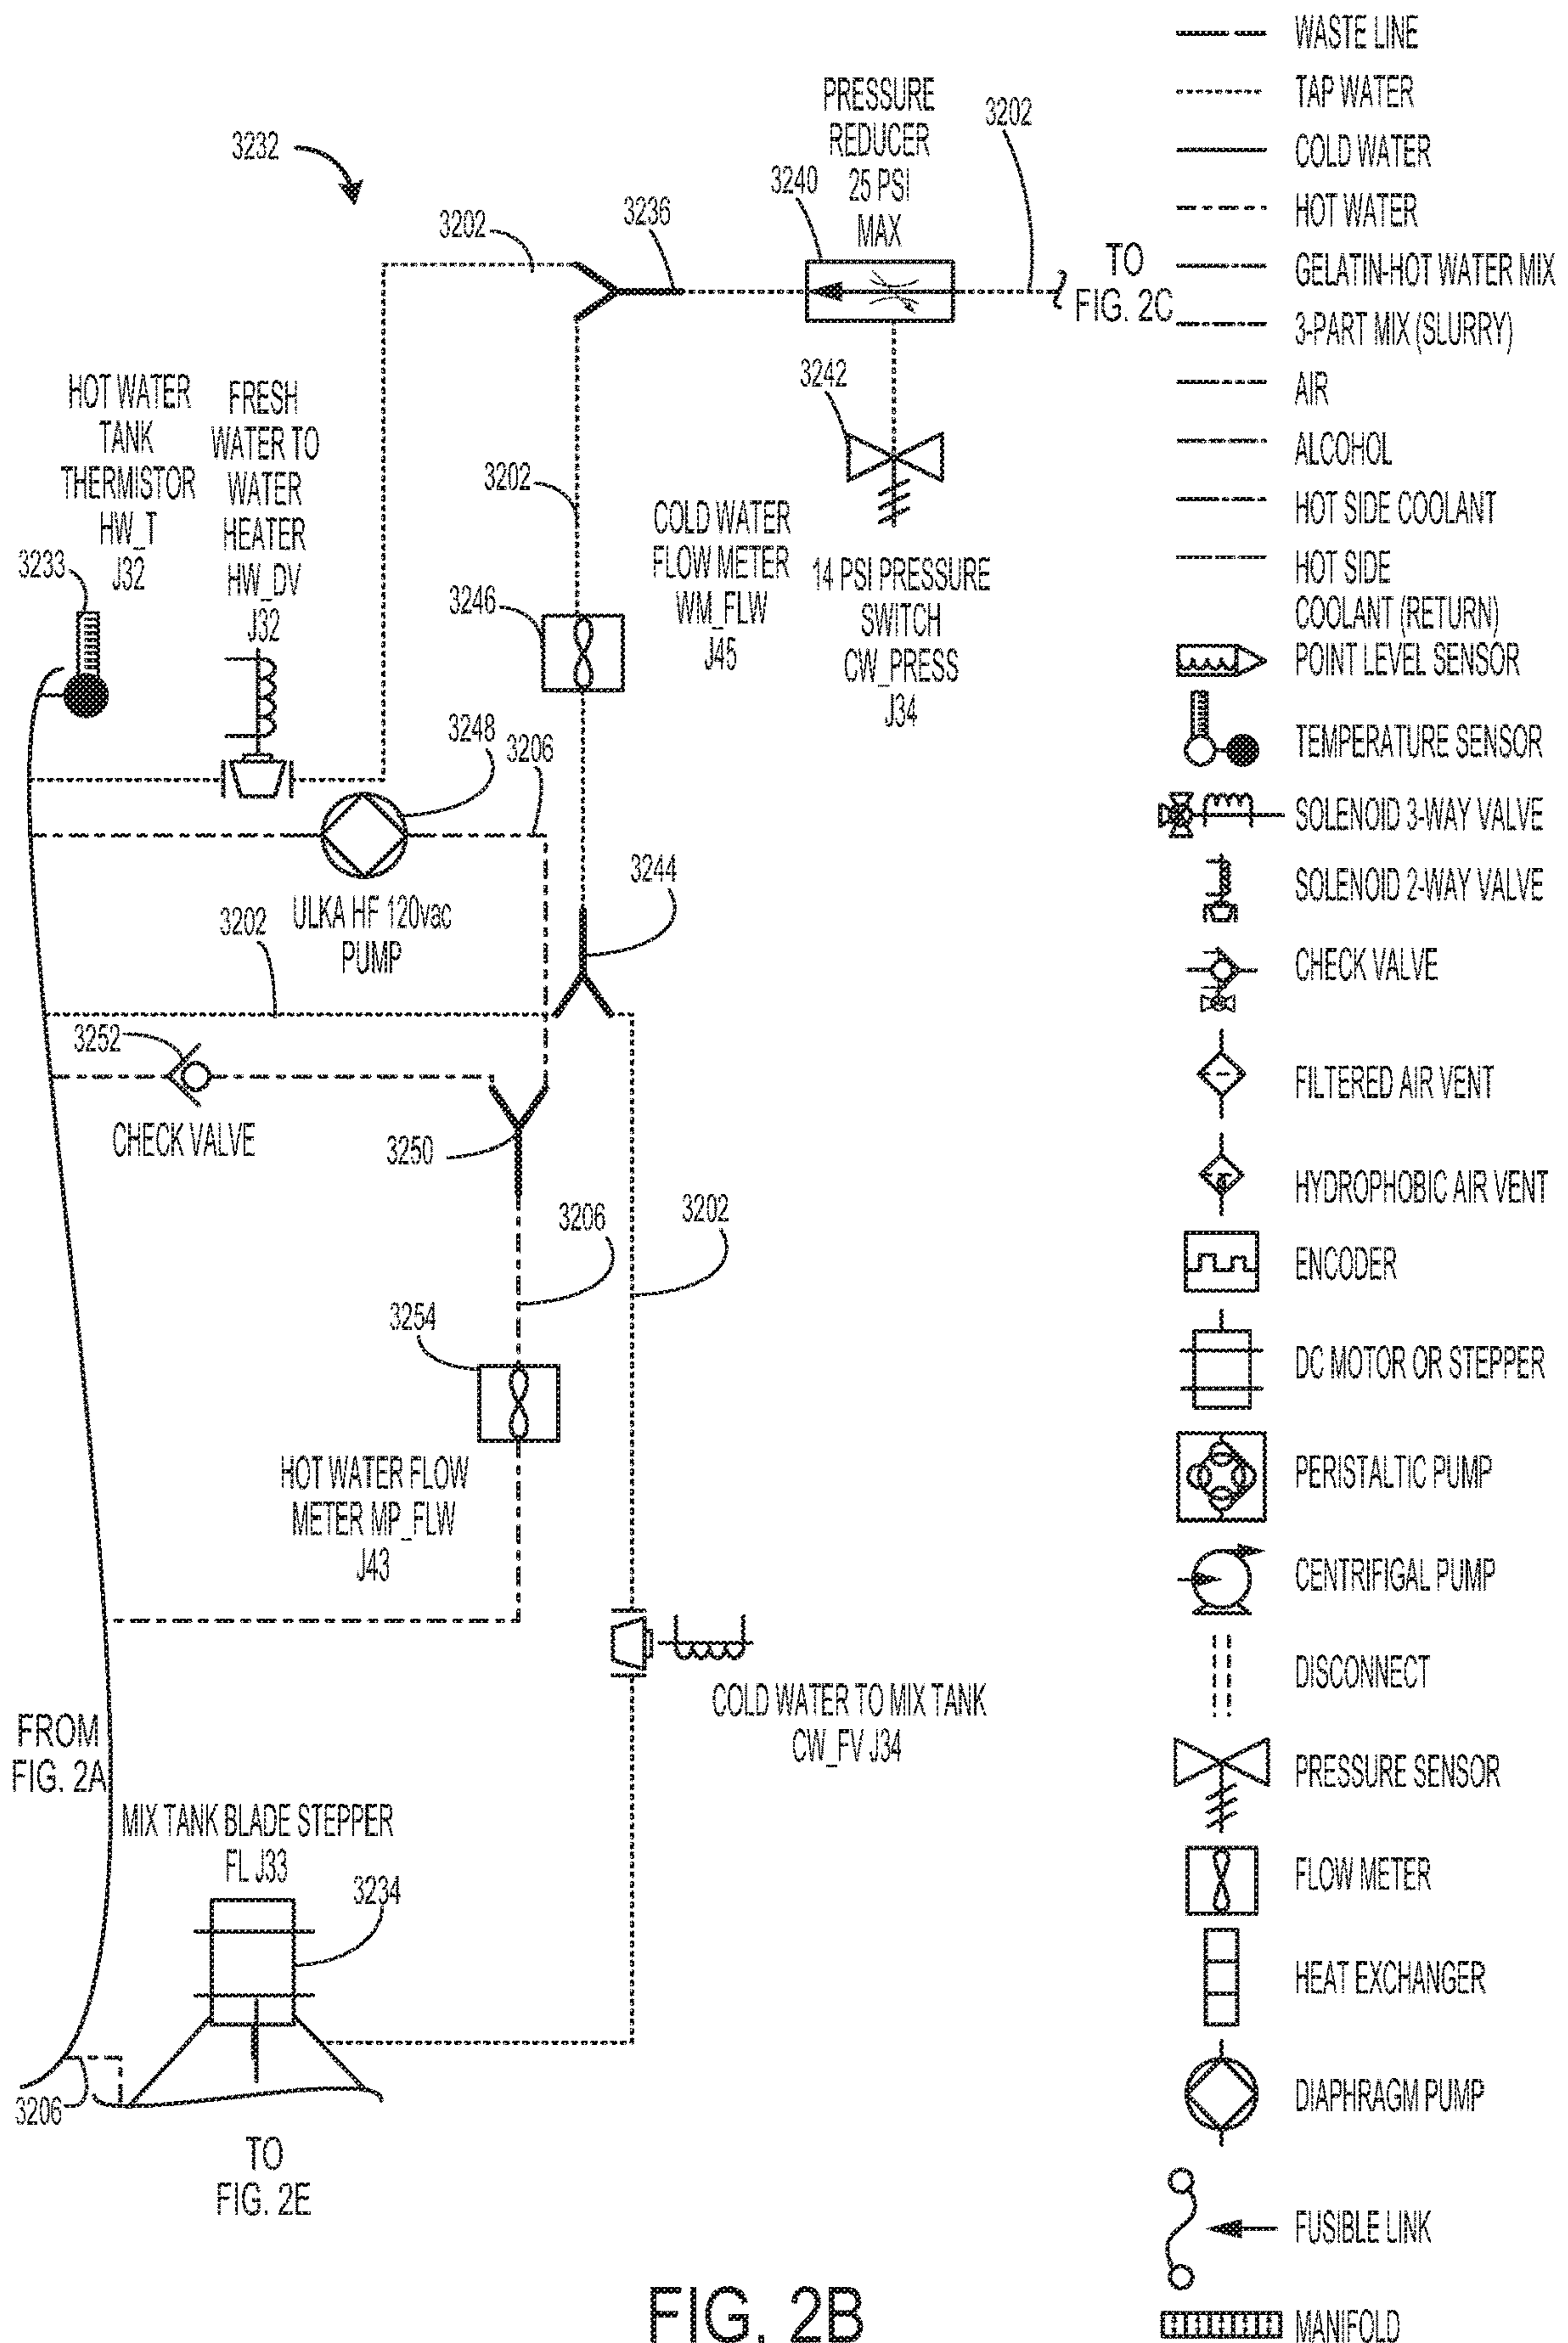 3232
PRESSURE
REDUCER
25 PSI
MAX
3240
3202
3202
3236
TO
FIG. 2C
3242
HOT WATER
TANK
THERMISTOR
HW_T
J32
FRESH
WATER TO
WATER
HEATER
HW_DV
J32
3233
3202
COLD WATER
FLOW METER
WM_FLW
J45
14 PSI PRESSURE
SWITCH
CW_PRESS
J34
3246
3248
3206
ULKA HF 120vac
PUMP
3244
3202
3252
CHECK VALVE
3250
3206
3202
3254
HOT WATER FLOW
METER MP_FLW
J43
COLD WATER TO MIX TANK
CW_FV J34
FROM
FIG. 2A
MIX TANK BLADE STEPPER
FL J33
3234
3206
TO
FIG. 2E
WASTE LINE
TAP WATER
COLD WATER
HOT WATER
GELATIN-HOT WATER MIX
3-PART MIX (SLURRY)
AIR
ALCOHOL
HOT SIDE COOLANT
HOT SIDE
COOLANT (RETURN)
POINT LEVEL SENSOR
TEMPERATURE SENSOR
SOLENOID 3-WAY VALVE
SOLENOID 2-WAY VALVE
CHECK VALVE
FILTERED AIR VENT
HYDROPHOBIC AIR VENT
ENCODER
DC MOTOR OR STEPPER
PERISTALTIC PUMP
CENTRIFIGAL PUMP
DISCONNECT
PRESSURE SENSOR
FLOW METER
HEAT EXCHANGER
DIAPHRAGM PUMP
FUSIBLE LINK
MANIFOLD
FIG. 2B